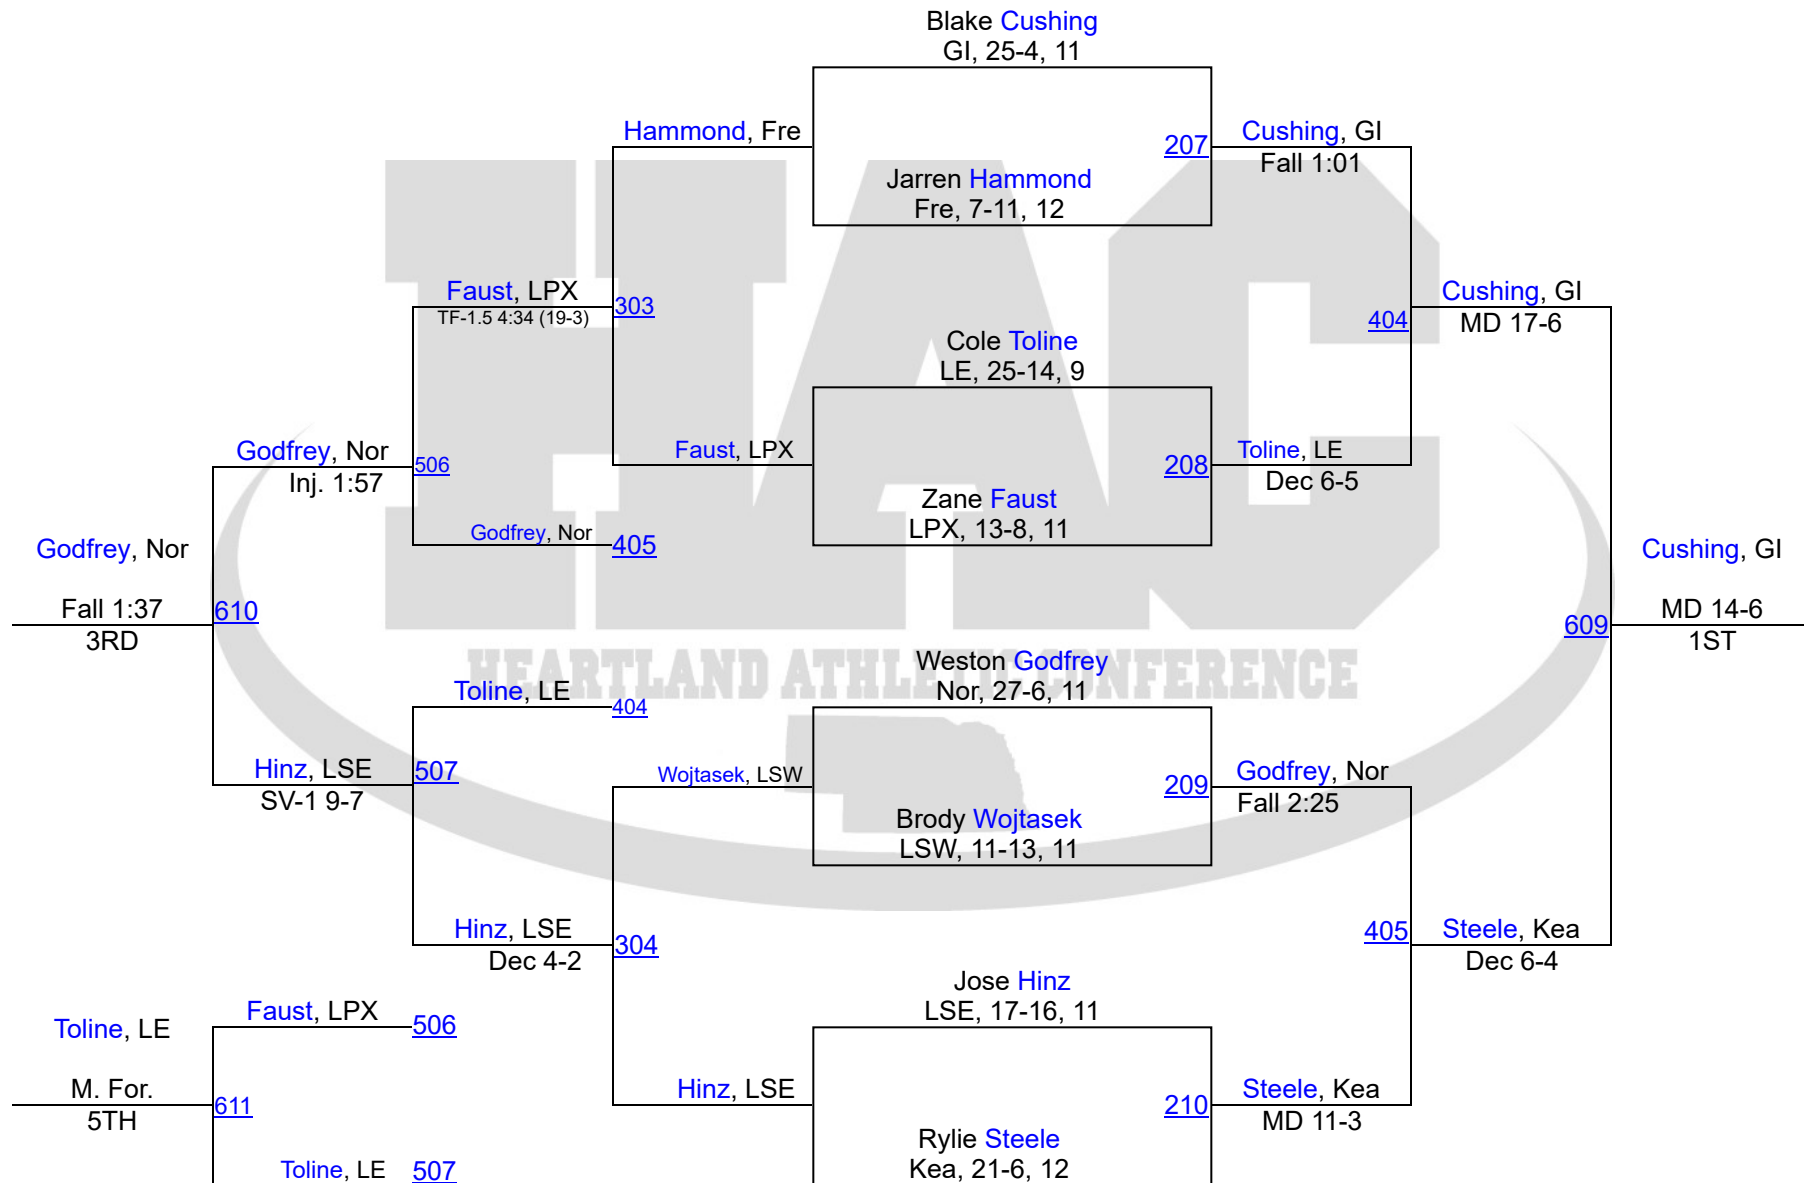 Blake Cushing
GI, 25-4, 11
Hammond, Fre
207
Cushing, GI
Fall 1:01
Jarren Hammond
Fre, 7-11, 12
Faust, LPX
TF-1.5 4:34 (19-3)
303
Cushing, GI
MD 17-6
404
Cole Toline
LE, 25-14, 9
Godfrey, Nor
Inj. 1:57
506
Faust, LPX
208
Toline, LE
Dec 6-5
Zane Faust
LPX, 13-8, 11
Godfrey, Nor
405
Godfrey, Nor
Fall 1:37
3RD
610
Cushing, GI
MD 14-6
1ST
609
HAC
HEARTLAND ATHLETIC CONFERENCE
Weston Godfrey
Nor, 27-6, 11
Toline, LE
404
Hinz, LSE
SV-1 9-7
507
Wojtasek, LSW
209
Godfrey, Nor
Fall 2:25
Brody Wojtasek
LSW, 11-13, 11
Hinz, LSE
Dec 4-2
304
405
Steele, Kea
Dec 6-4
Jose Hinz
LSE, 17-16, 11
Toline, LE
M. For.
5TH
Faust, LPX
506
611
Hinz, LSE
210
Steele, Kea
MD 11-3
Rylie Steele
Kea, 21-6, 12
Toline, LE
507